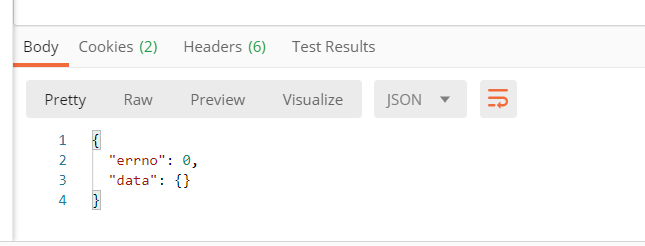 Body Cookies (2) Headers (6) Test Results
Pretty Raw Preview Visualize JSON
1 {
2 "errno": 0,
3 "data": {}
4 }